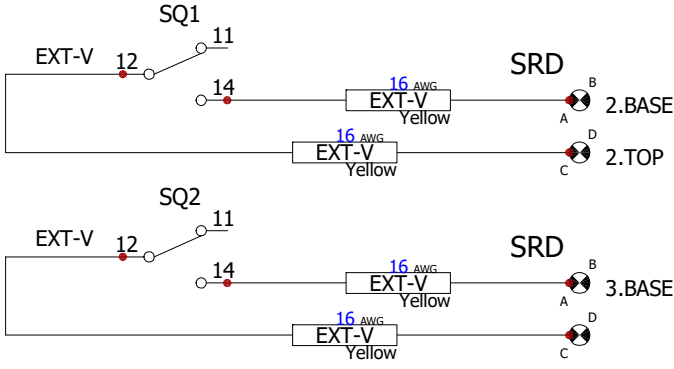 SQ1
11
EXT-V
12
SRD
14
16 AWG
EXT-V
Yellow
B
A
2.BASE
16 AWG
EXT-V
Yellow
D
C
2.TOP
SQ2
11
EXT-V
12
SRD
14
16 AWG
EXT-V
Yellow
B
A
3.BASE
16 AWG
EXT-V
Yellow
D
C